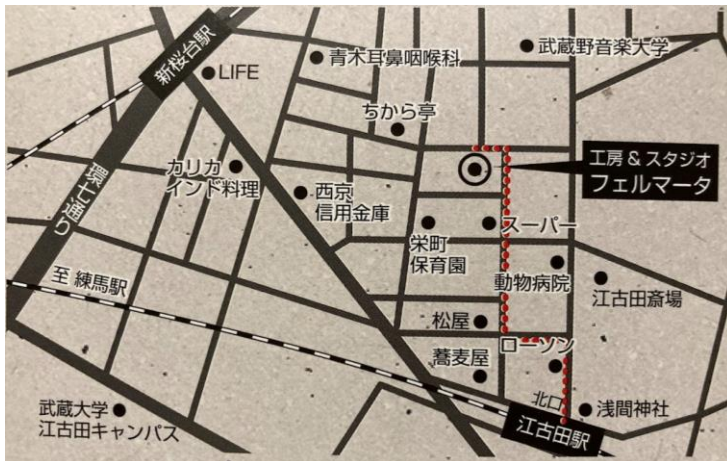 新桜台駅
LIFE
青木耳鼻咽喉科
武蔵野音楽大学
ちから亭
工房&スタジオ
フェルマータ
カリカ
インド料理
環七通り
西京
信用金庫
スーパー
栄町
保育園
動物病院
至 練馬駅
江古田斎場
松屋
ローソン
蕎麦屋
北口
武蔵大学
江古田キャンパス
浅間神社
江古田駅